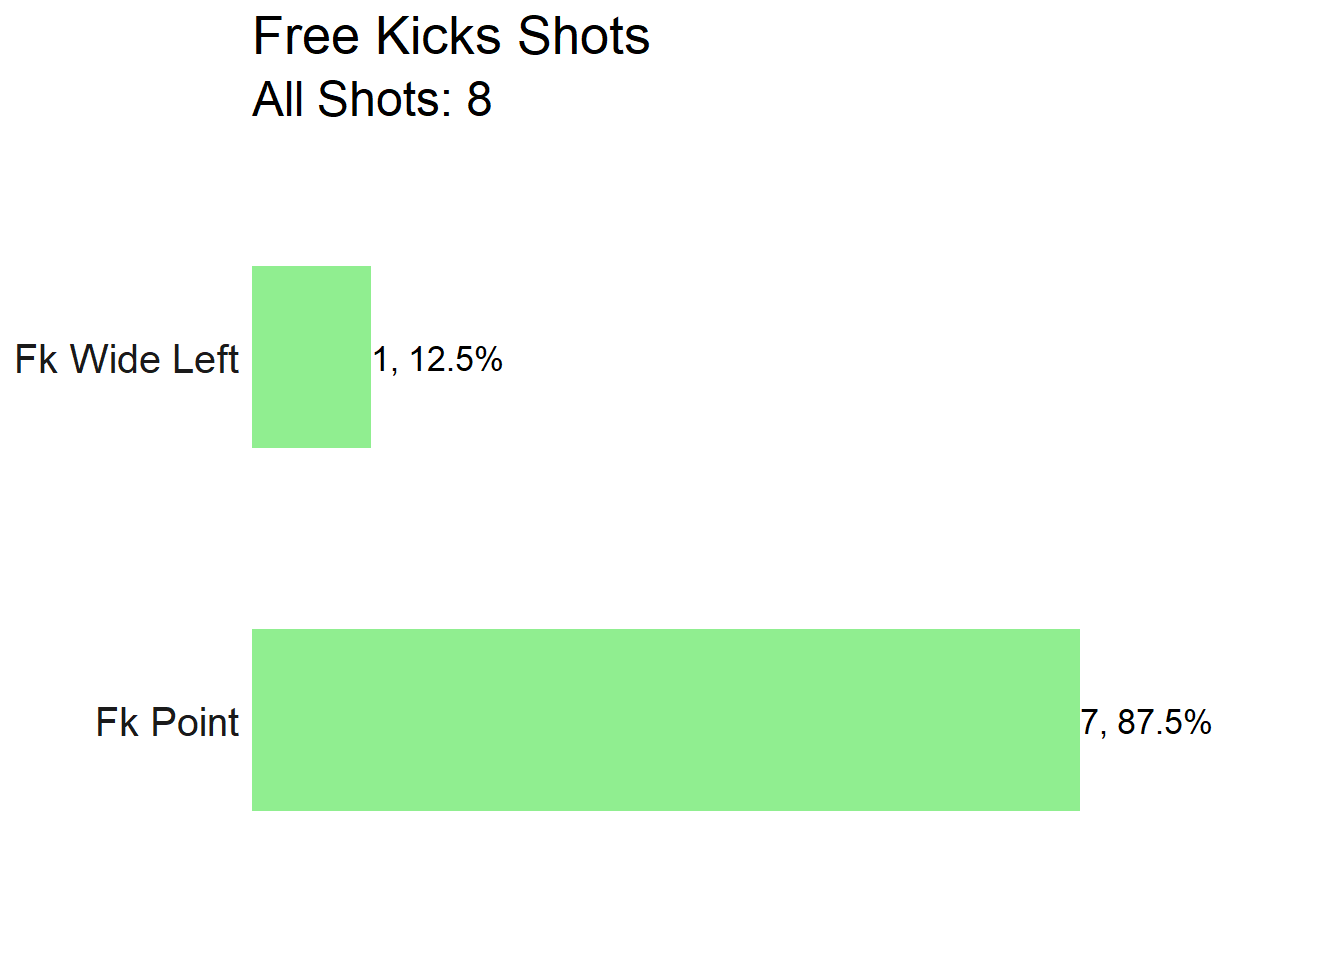 Free Kicks Shots
All Shots: 8
Fk Wide Left
1, 12.5%
Fk Point
7, 87.5%